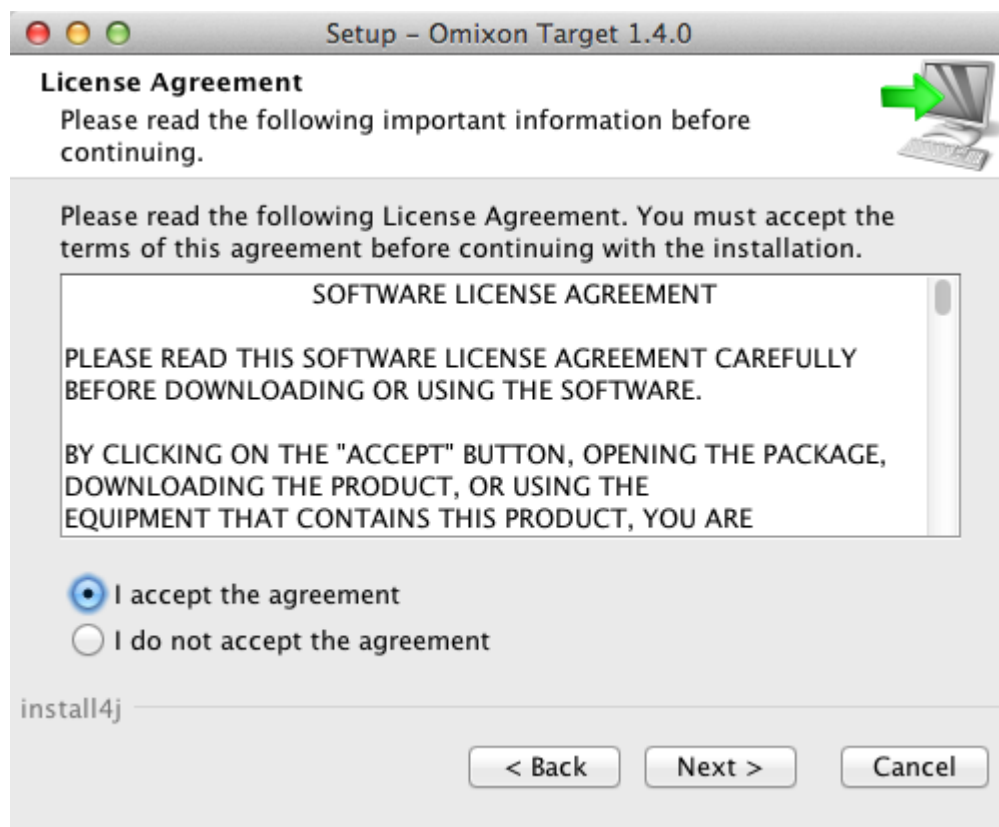 Setup – Omixon Target 1.4.0
License Agreement
Please read the following important information before
continuing.
Please read the following License Agreement. You must accept the
terms of this agreement before continuing with the installation.
SOFTWARE LICENSE AGREEMENT
PLEASE READ THIS SOFTWARE LICENSE AGREEMENT CAREFULLY
BEFORE DOWNLOADING OR USING THE SOFTWARE.
BY CLICKING ON THE "ACCEPT" BUTTON, OPENING THE PACKAGE,
DOWNLOADING THE PRODUCT, OR USING THE
EQUIPMENT THAT CONTAINS THIS PRODUCT, YOU ARE
I accept the agreement
I do not accept the agreement
install4j
< Back Next > Cancel